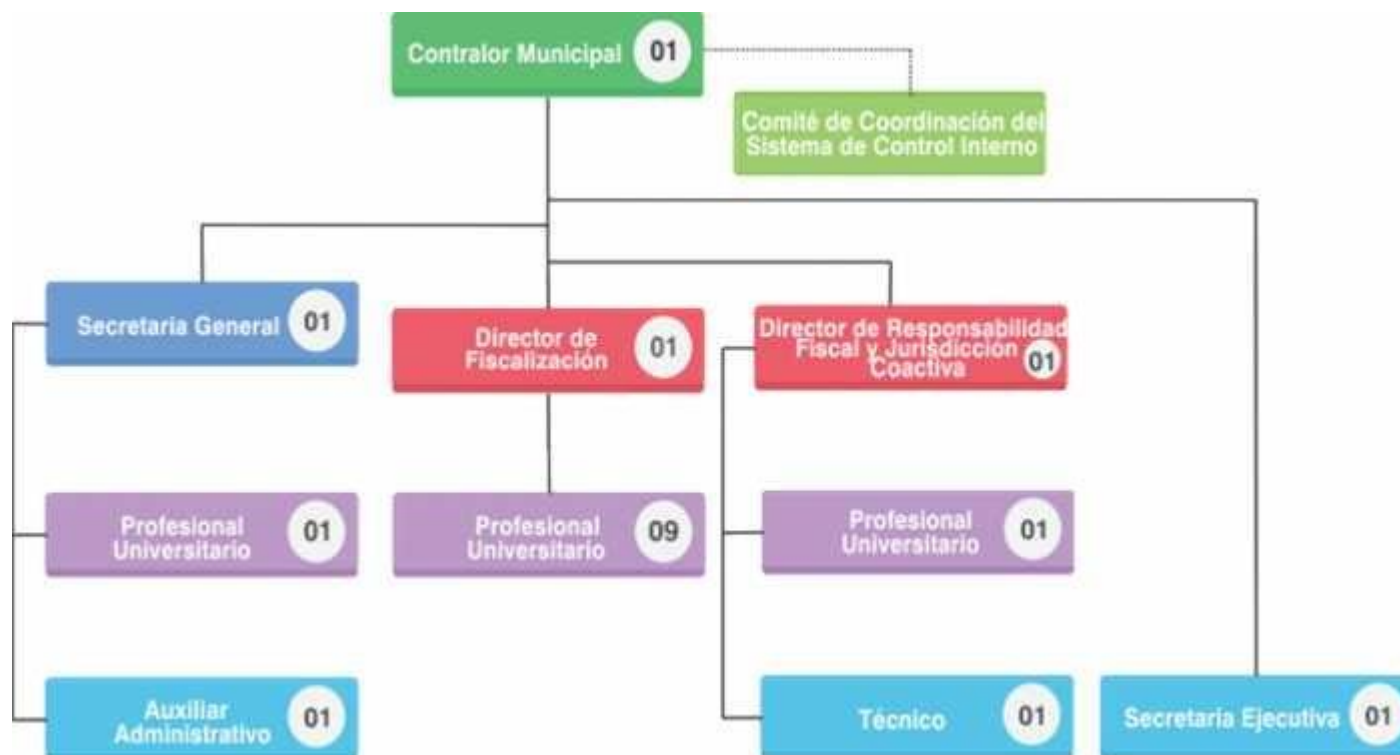 Contralor Municipal 01
Comité de Coordinación del
Sistema de Control Interno
Secretaria General 01
Director de
Fiscalización 01
Director de Responsabilidad
Fiscal y Jurisdicción
Coactiva 01
Profesional
Universitario 01
Profesional
Universitario 09
Profesional
Universitario 01
Auxiliar
Administrativo 01
Técnico 01
Secretaria Ejecutiva 01